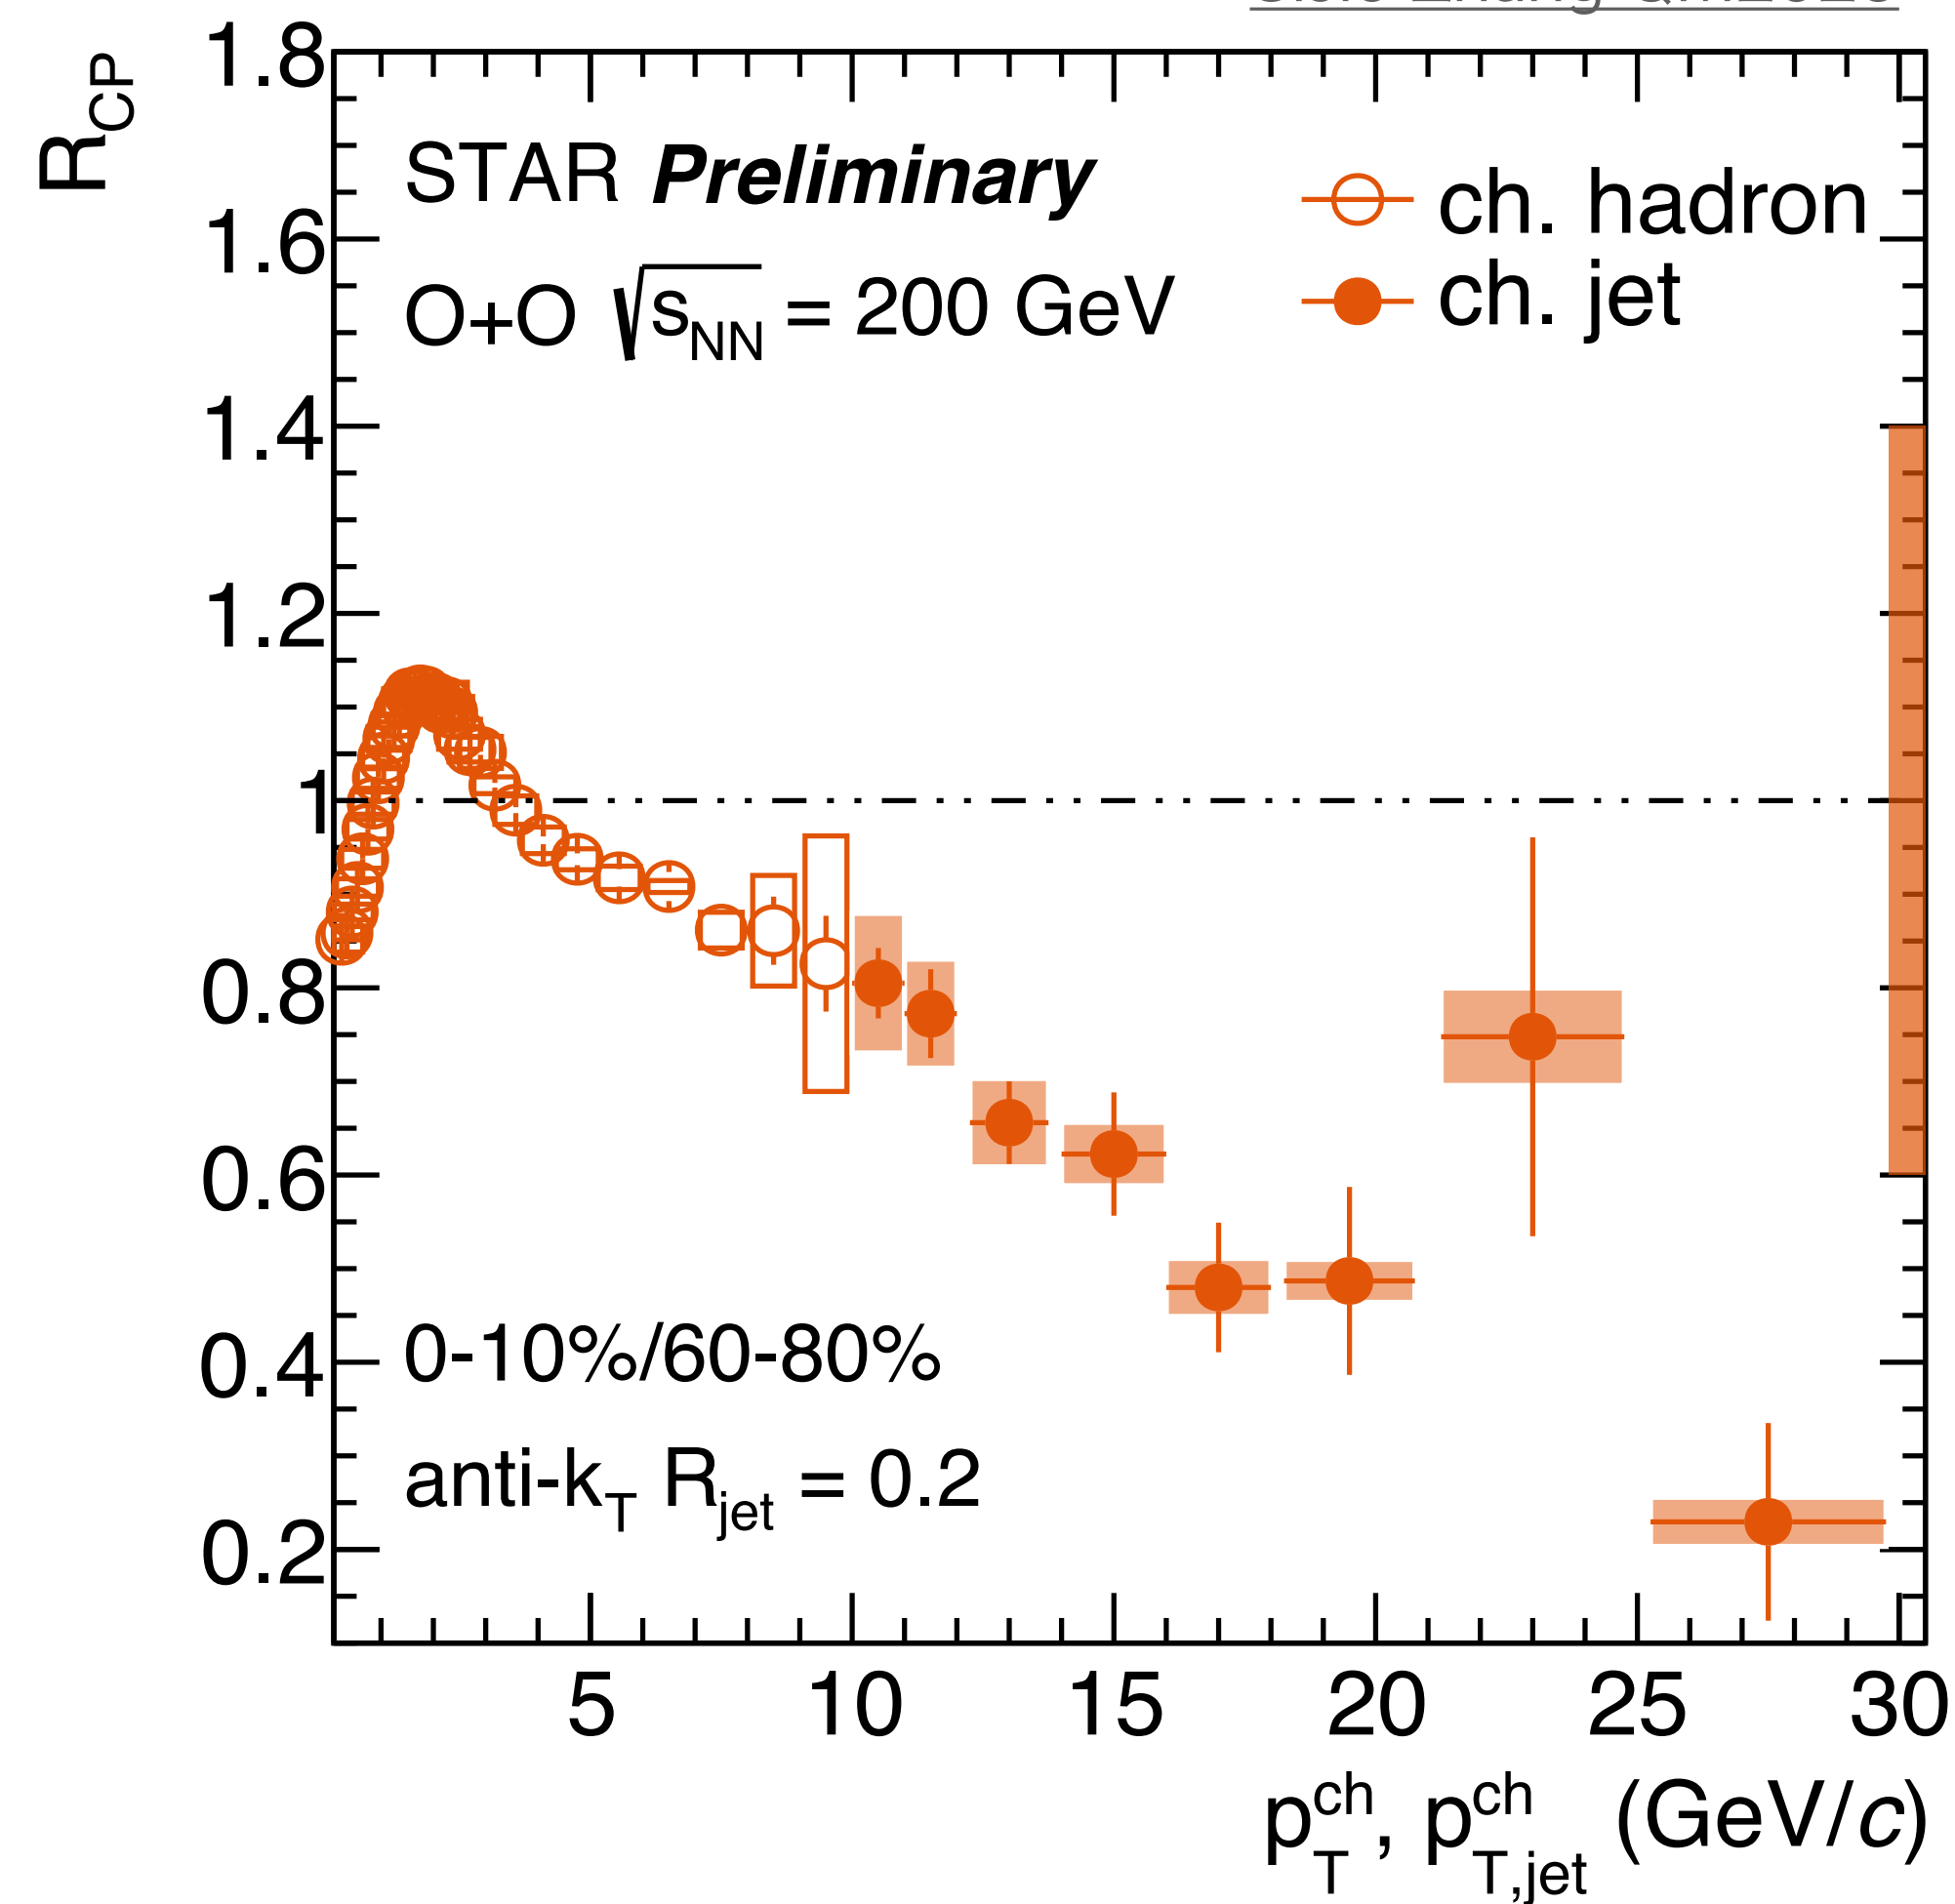 R_CP
1.8
1.6
1.4
1.2
1
0.8
0.6
0.4
0.2
STAR Preliminary
O+O √s_NN = 200 GeV
ch. hadron
ch. jet
0-10%/60-80%
anti-k_T R_jet = 0.2
5 10 15 20 25 30
p_T^ch, p_T,jet^ch (GeV/c)